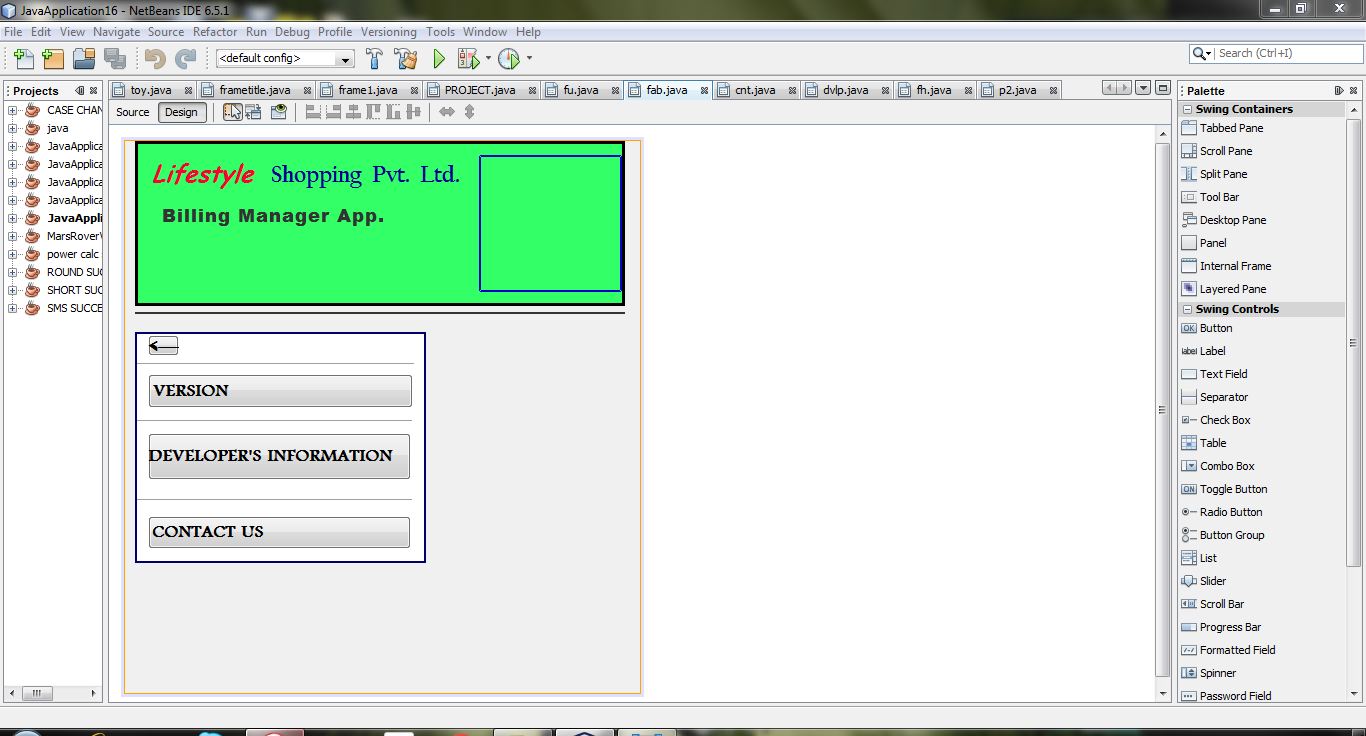 JavaApplication16 - NetBeans IDE 6.5.1
File Edit View Navigate Source Refactor Run Debug Profile Versioning Tools Window Help
<default config>
Search (Ctrl+I)
Projects
CASE CHAN
java
JavaApplica
JavaApplica
JavaApplica
JavaApplica
JavaAppli
MarsRover
power calc
ROUND SUC
SHORT SUC
SMS SUCCE
toy.java frametitle.java frame1.java PROJECT.java fu.java fab.java cnt.java dvlp.java fh.java p2.java
Source Design
Lifestyle Shopping Pvt. Ltd.
Billing Manager App.
<----
VERSION
DEVELOPER'S INFORMATION
CONTACT US
Palette
Swing Containers
Tabbed Pane
Scroll Pane
Split Pane
Tool Bar
Desktop Pane
Panel
Internal Frame
Layered Pane
Swing Controls
OK Button
label Label
Text Field
Separator
Check Box
Table
Combo Box
ON Toggle Button
Radio Button
Button Group
List
Slider
Scroll Bar
Progress Bar
Formatted Field
Spinner
Password Field